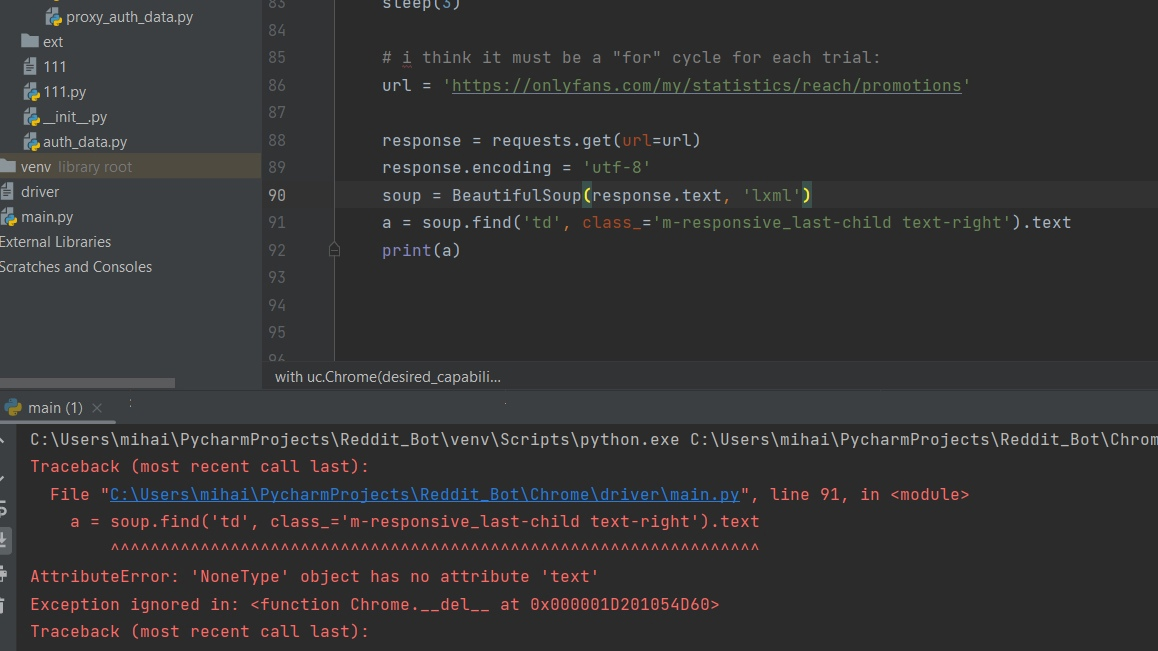 proxy_auth_data.py
ext
111
111.py
__init__.py
auth_data.py
venv library root
driver
main.py
External Libraries
Scratches and Consoles
83 sleep(3)
84
85 # i think it must be a "for" cycle for each trial:
86 url = 'https://onlyfans.com/my/statistics/reach/promotions'
87
88 response = requests.get(url=url)
89 response.encoding = 'utf-8'
90 soup = BeautifulSoup(response.text, 'lxml')
91 a = soup.find('td', class_='m-responsive_last-child text-right').text
92 print(a)
93
94
95
96
with uc.Chrome(desired_capabili...
main (1)
C:\Users\mihai\PycharmProjects\Reddit_Bot\venv\Scripts\python.exe C:\Users\mihai\PycharmProjects\Reddit_Bot\Chrom
Traceback (most recent call last):
File "C:\Users\mihai\PycharmProjects\Reddit_Bot\Chrome\driver\main.py", line 91, in <module>
a = soup.find('td', class_='m-responsive_last-child text-right').text
^^^^^^^^^^^^^^^^^^^^^^^^^^^^^^^^^^^^^^^^^^^^^^^^^^^^^^^^^^^^^^^^^
AttributeError: 'NoneType' object has no attribute 'text'
Exception ignored in: <function Chrome.__del__ at 0x000001D201054D60>
Traceback (most recent call last):